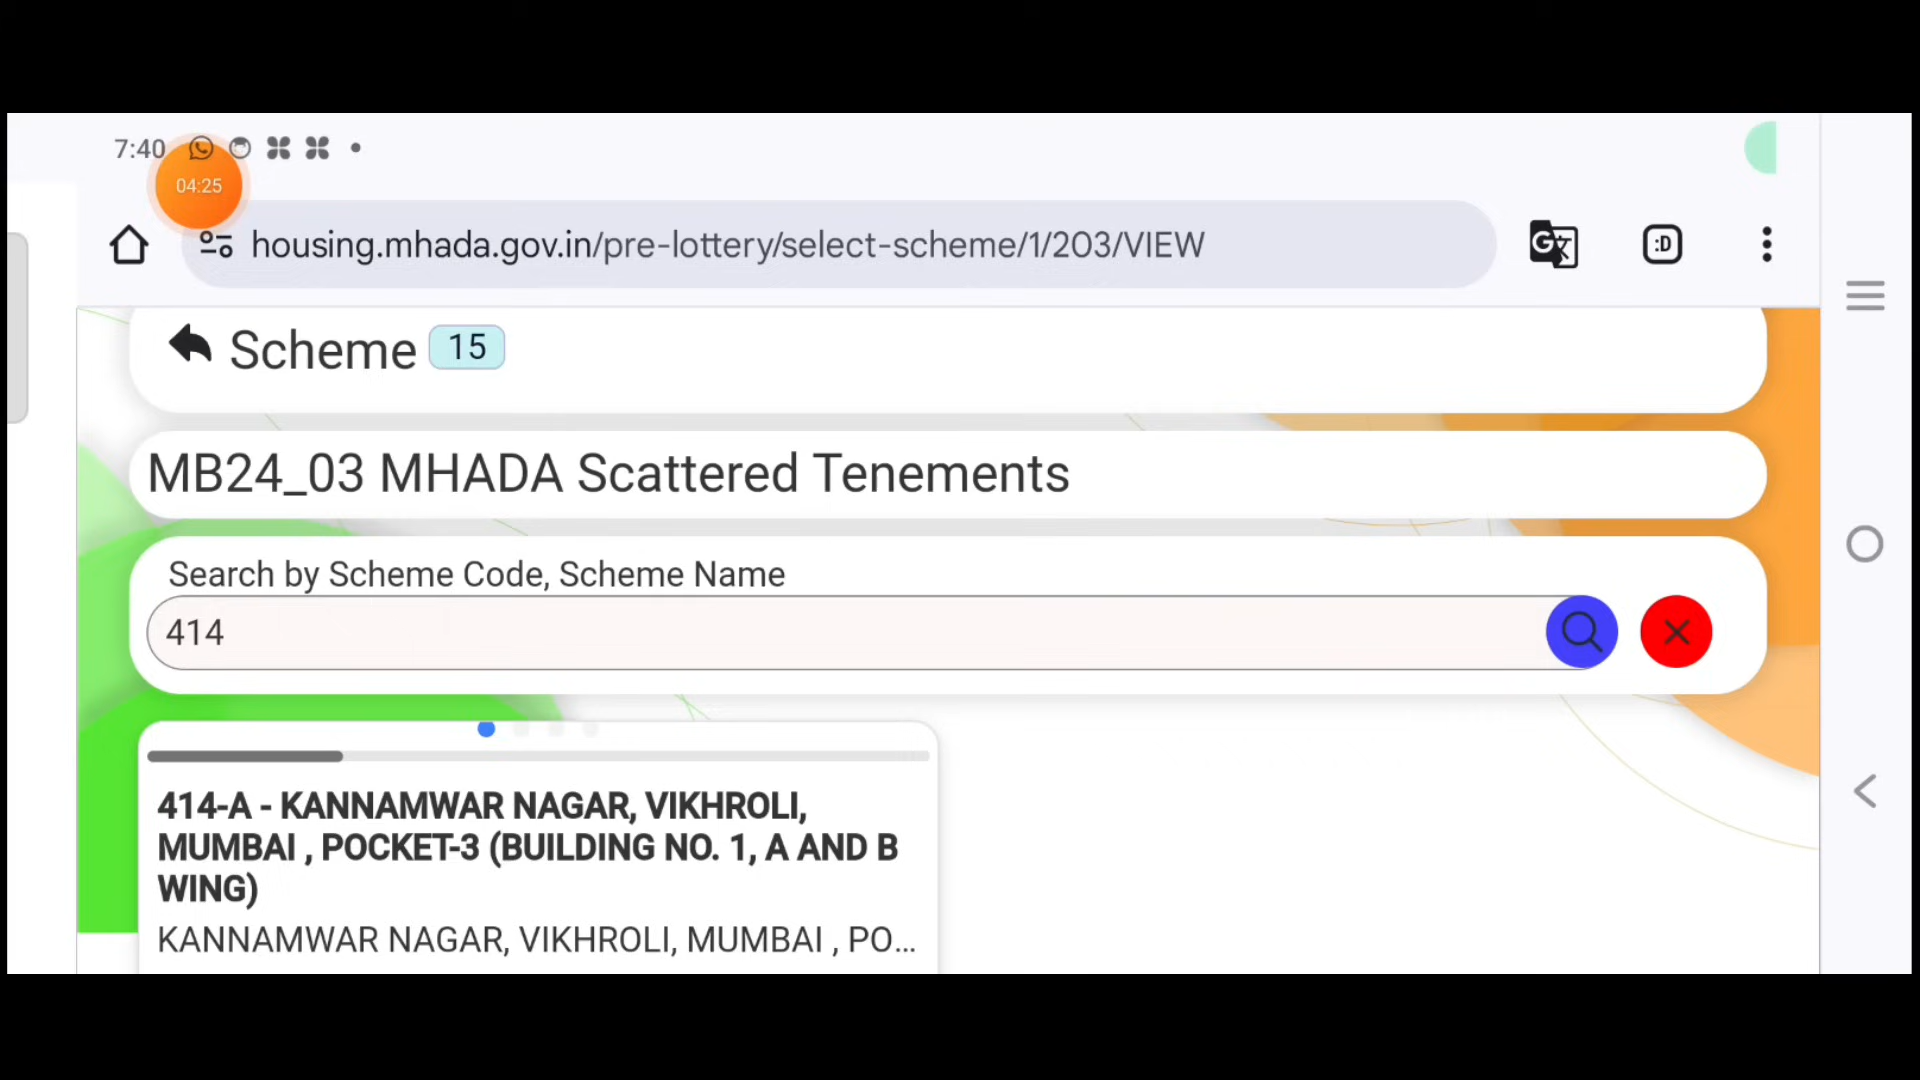 7:40
04:25
housing.mhada.gov.in/pre-lottery/select-scheme/1/203/VIEW
:D
Scheme 15
MB24_03 MHADA Scattered Tenements
Search by Scheme Code, Scheme Name
414
414-A - KANNAMWAR NAGAR, VIKHROLI,
MUMBAI , POCKET-3 (BUILDING NO. 1, A AND B
WING)
KANNAMWAR NAGAR, VIKHROLI, MUMBAI , PO...